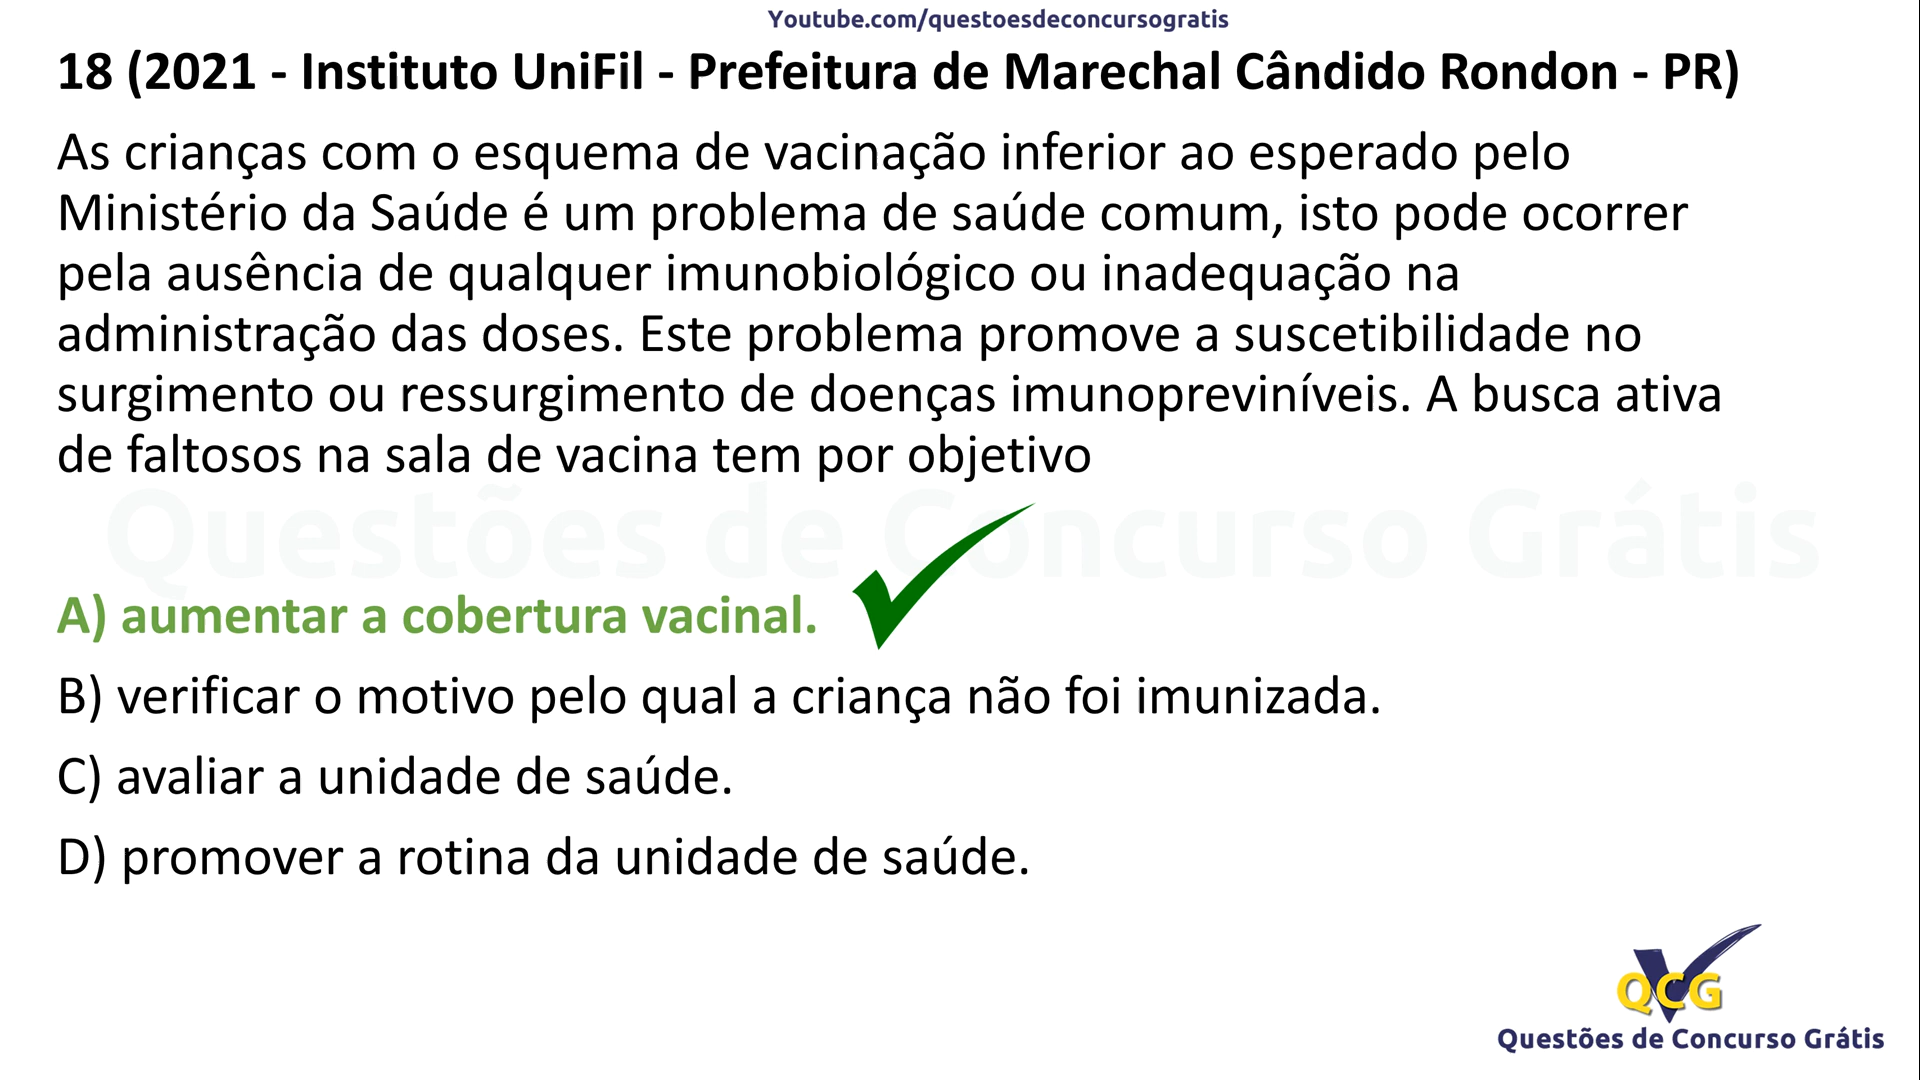 Youtube.com/questoesdeconcursogratis
18 (2021 - Instituto UniFil - Prefeitura de Marechal Cândido Rondon - PR)
As crianças com o esquema de vacinação inferior ao esperado pelo
Ministério da Saúde é um problema de saúde comum, isto pode ocorrer
pela ausência de qualquer imunobiológico ou inadequação na
administração das doses. Este problema promove a suscetibilidade no
surgimento ou ressurgimento de doenças imunopreviníveis. A busca ativa
de faltosos na sala de vacina tem por objetivo
Questões de Concurso Grátis
A) aumentar a cobertura vacinal.
B) verificar o motivo pelo qual a criança não foi imunizada.
C) avaliar a unidade de saúde.
D) promover a rotina da unidade de saúde.
QCG
Questões de Concurso Grátis